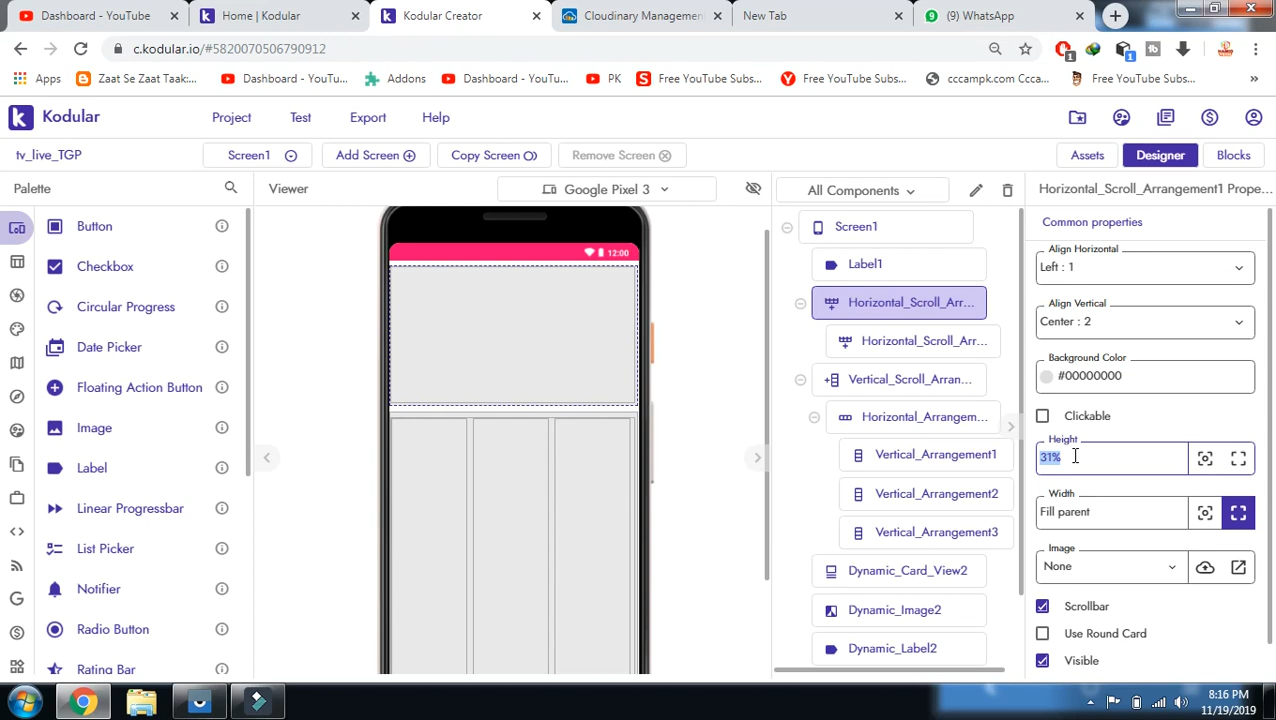 Dashboard - YouTube
Home | Kodular
Kodular Creator
Cloudinary Management
New Tab
(9) WhatsApp
c.kodular.io/#5820070506790912
Apps
Zaat Se Zaat Taak:...
Dashboard - YouTu...
Addons
Dashboard - YouT...
PK
Free YouTube Subs...
Free YouTube Subs...
cccampk.com Ccca...
Free YouTube Subs...
Kodular
Project
Test
Export
Help
tv_live_TGP
Screen1
Add Screen
Copy Screen
Remove Screen
Assets
Designer
Blocks
Palette
Viewer
Google Pixel 3
All Components
Horizontal_Scroll_Arrangement1 Prope...
Button
Checkbox
Circular Progress
Date Picker
Floating Action Button
Image
Label
Linear Progressbar
List Picker
Notifier
Radio Button
Rating Bar
12:00
Screen1
Label1
Horizontal_Scroll_Arr...
Horizontal_Scroll_Arr...
Vertical_Scroll_Arran...
Horizontal_Arrangem...
Vertical_Arrangement1
Vertical_Arrangement2
Vertical_Arrangement3
Dynamic_Card_View2
Dynamic_Image2
Dynamic_Label2
Common properties
Align Horizontal
Left : 1
Align Vertical
Center : 2
Background Color
#00000000
Clickable
Height
31%
Width
Fill parent
Image
None
Scrollbar
Use Round Card
Visible
8:16 PM
11/19/2019